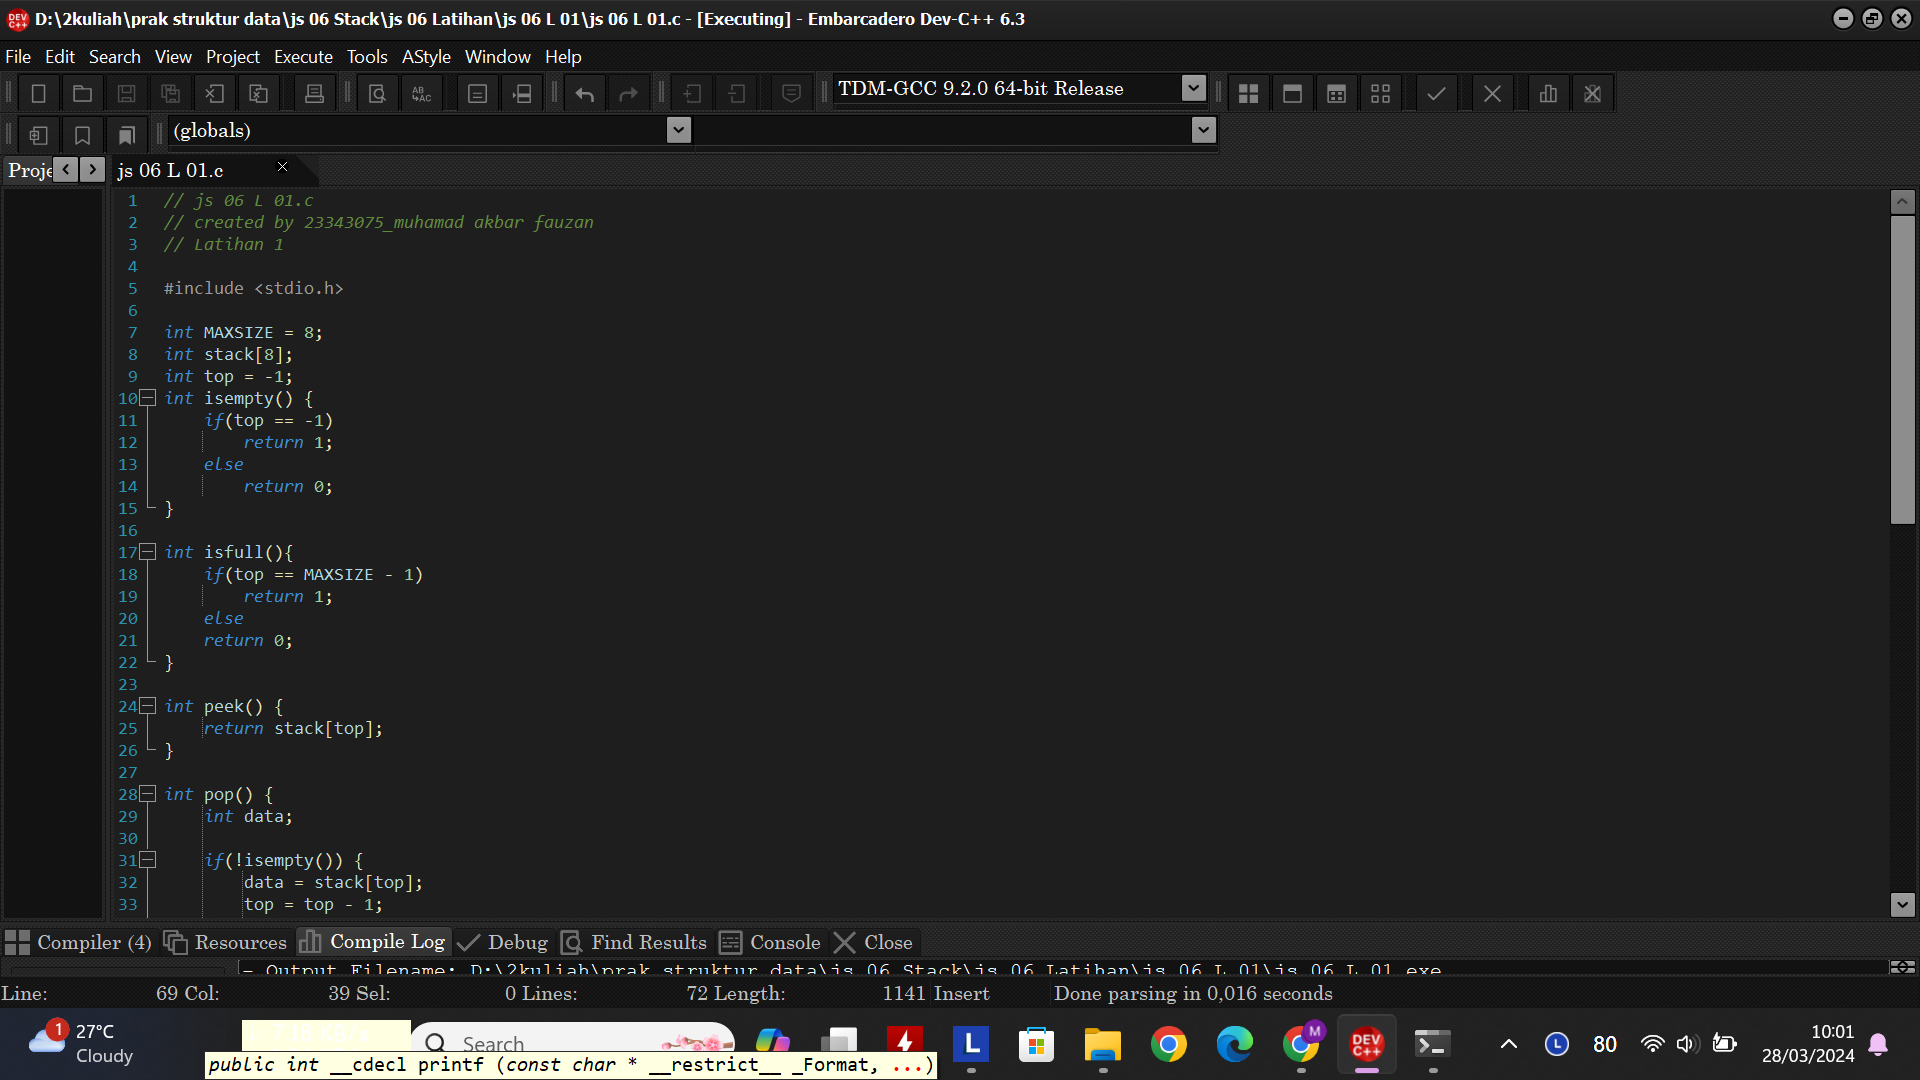 D:\2kuliah\prak struktur data\js 06 Stack\js 06 Latihan\js 06 L 01\js 06 L 01.c - [Executing] - Embarcadero Dev-C++ 6.3
File Edit Search View Project Execute Tools AStyle Window Help
TDM-GCC 9.2.0 64-bit Release
(globals)
Proje js 06 L 01.c
1 // js 06 L 01.c
2 // created by 23343075_muhamad akbar fauzan
3 // Latihan 1
4
5 #include <stdio.h>
6
7 int MAXSIZE = 8;
8 int stack[8];
9 int top = -1;
10 int isempty() {
11 if(top == -1)
12 return 1;
13 else
14 return 0;
15 }
16
17 int isfull(){
18 if(top == MAXSIZE - 1)
19 return 1;
20 else
21 return 0;
22 }
23
24 int peek() {
25 return stack[top];
26 }
27
28 int pop() {
29 int data;
30
31 if(!isempty()) {
32 data = stack[top];
33 top = top - 1;
Compiler (4) Resources Compile Log Debug Find Results Console Close
- Output Filename: D:\2kuliah\prak struktur data\js 06 Stack\js 06 Latihan\js 06 L 01\js 06 L 01.exe
Line: 69 Col: 39 Sel: 0 Lines: 72 Length: 1141 Insert Done parsing in 0,016 seconds
1 27°C
Cloudy
Search
public int __cdecl printf (const char * __restrict__ _Format, ...)
L
M
DEV C++
L
80
10:01
28/03/2024